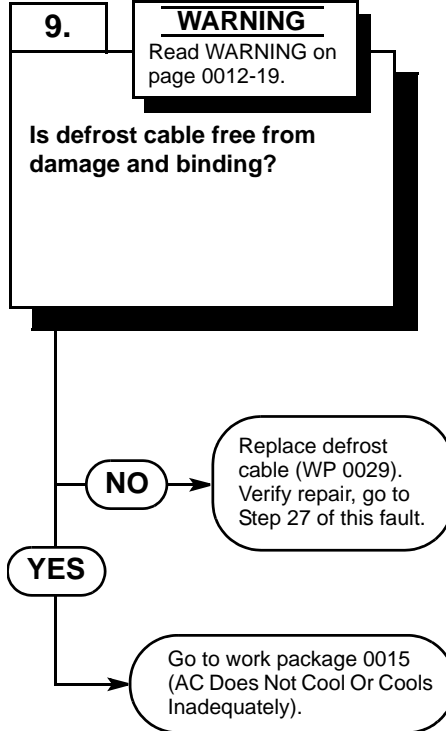 9.
WARNING
Read WARNING on
page 0012-19.
Is defrost cable free from
damage and binding?
NO
Replace defrost
cable (WP 0029).
Verify repair, go to
Step 27 of this fault.
YES
Go to work package 0015
(AC Does Not Cool Or Cools
Inadequately).